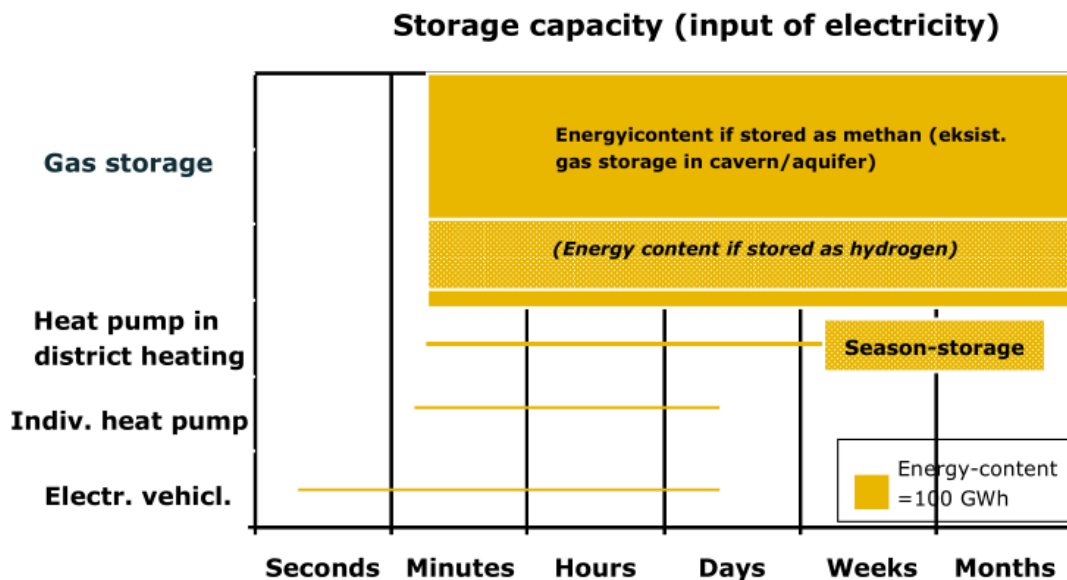 Storage capacity (input of electricity)
Gas storage
Energyicontent if stored as methan (eksist.
gas storage in cavern/aquifer)
(Energy content if stored as hydrogen)
Heat pump in
district heating
Season-storage
Indiv. heat pump
Electr. vehicl.
Energy-content
=100 GWh
Seconds Minutes Hours Days Weeks Months